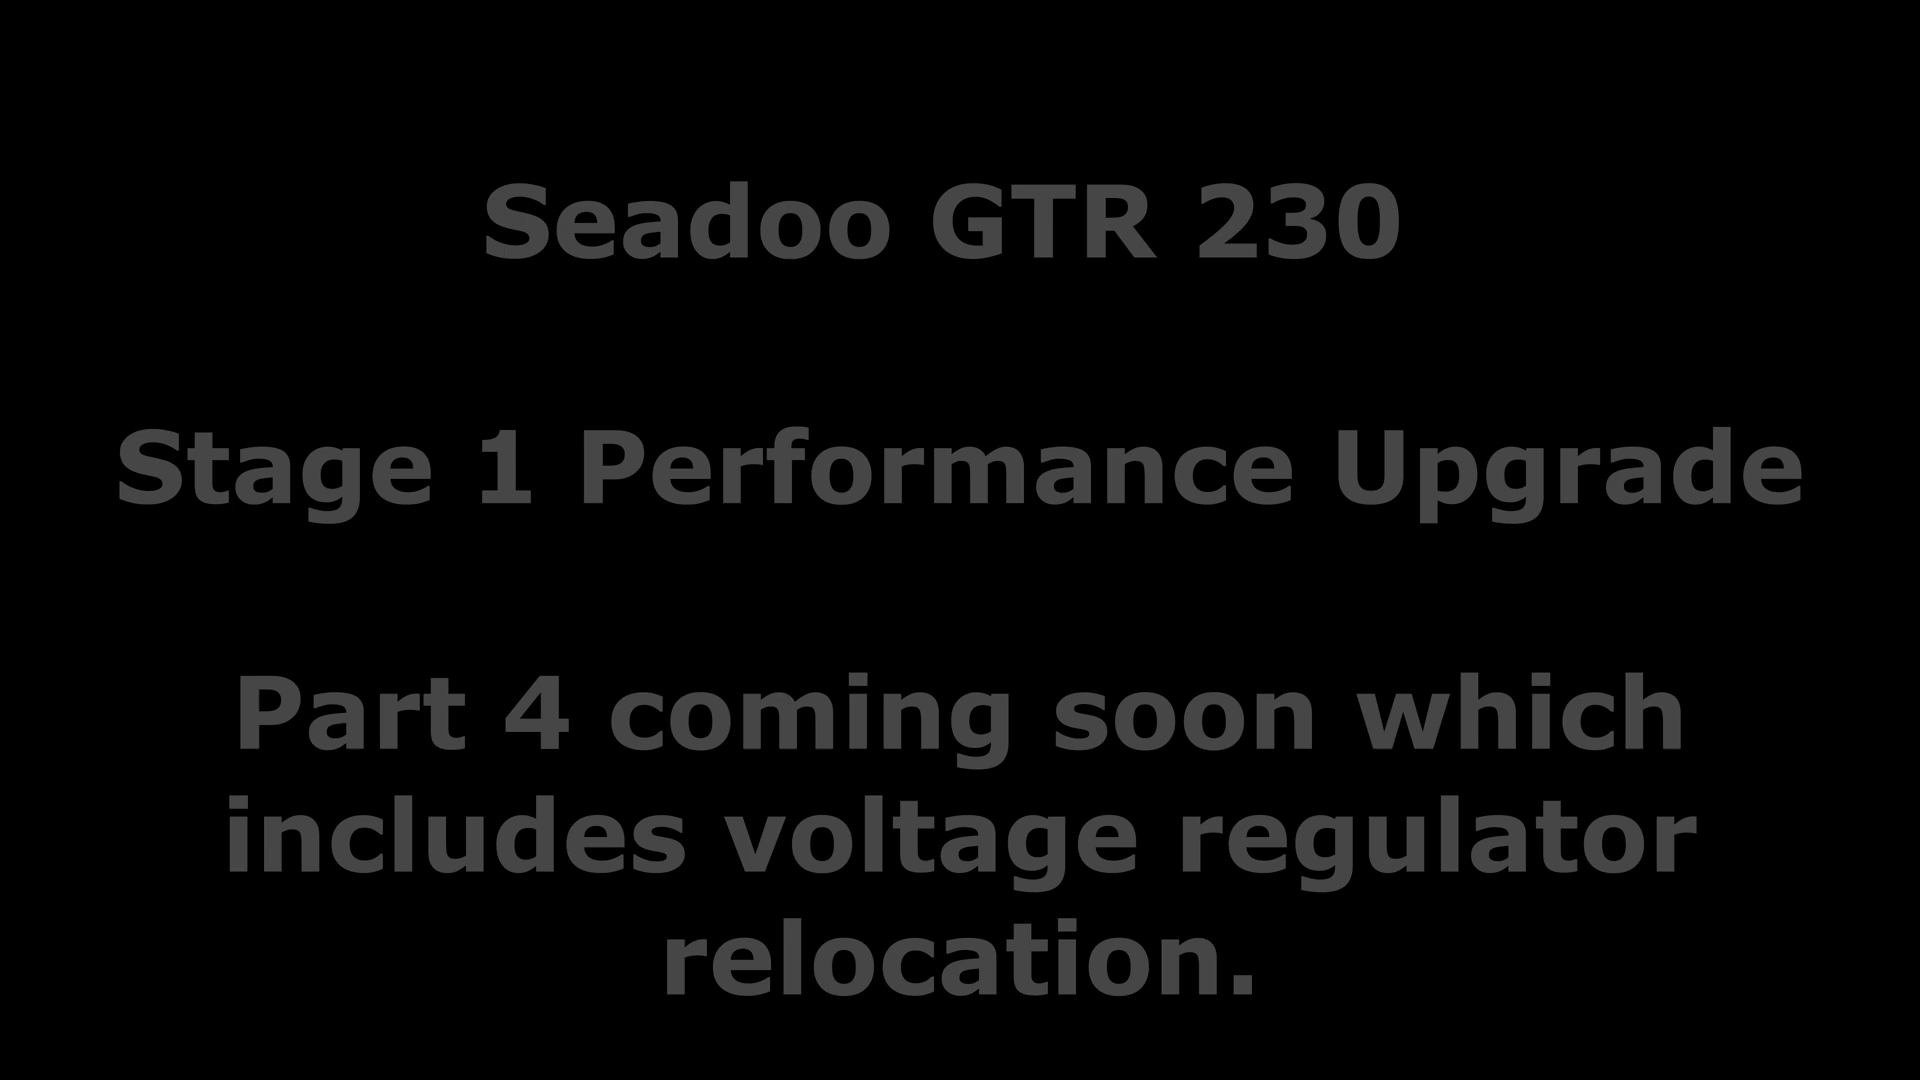 Seadoo GTR 230
Stage 1 Performance Upgrade
Part 4 coming soon which
includes voltage regulator
relocation.